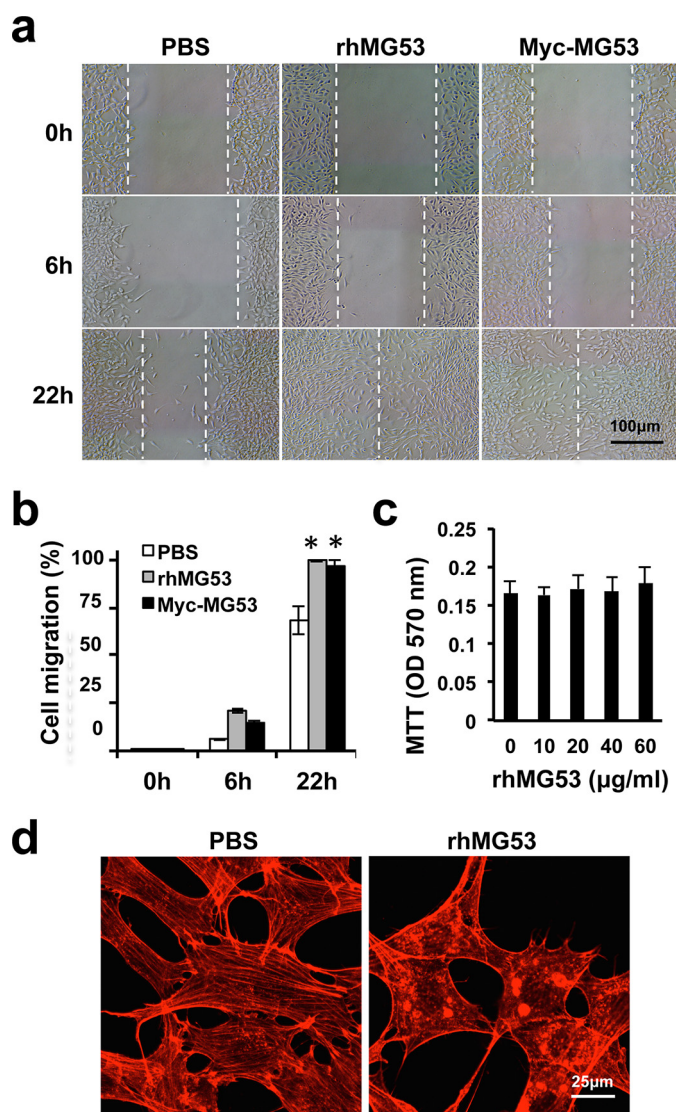 a
PBS rhMG53 Myc-MG53
0h
6h
22h
100μm
b
Cell migration (%)
100
75
25
0
PBS
rhMG53
Myc-MG53
* *
0h 6h 22h
c
MTT (OD 570 nm)
0.25
0.2
0.15
0.1
0.05
0
0 10 20 40 60
rhMG53 (μg/ml)
d
PBS rhMG53
25μm